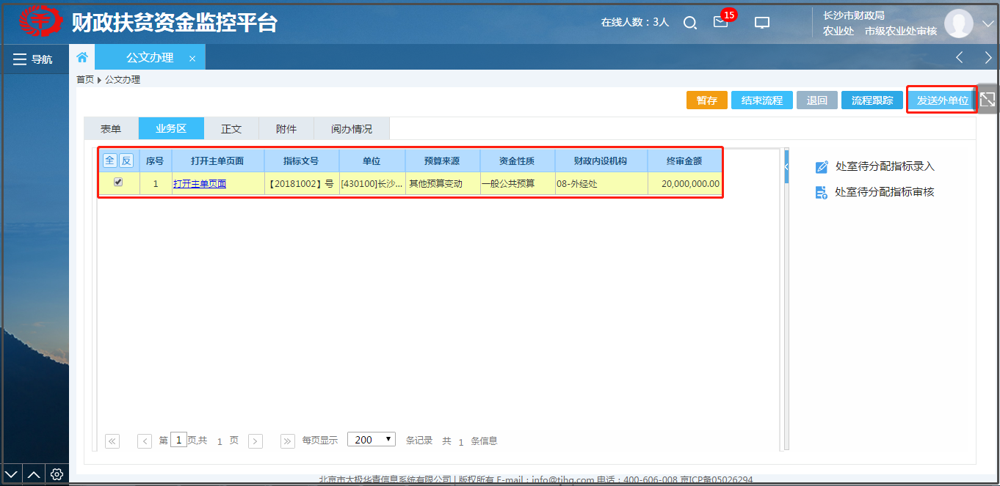 财政扶贫资金监控平台
在线人数：3人
15
长沙市财政局
农业处 市级农业处审核
导航
公文办理 ×
首页 公文办理
暂存 结束流程 退回 流程跟踪 发送外单位
表单 业务区 正文 附件 阅办情况
全 反 序号 打开主单页面 指标文号 单位 预算来源 资金性质 财政内设机构 终审金额
1 打开主单页面 【20181002】号 [430100]长沙... 其他预算变动 一般公共预算 08-外经处 20,000,000.00
处室待分配指标录入
处室待分配指标审核
第 1 页,共 1 页 每页显示 200 条记录 共 1 条信息
北京市太极华青信息系统有限公司 | 版权所有 E-mail：info@tjhq.com 电话：400-606-008 京ICP备05026294